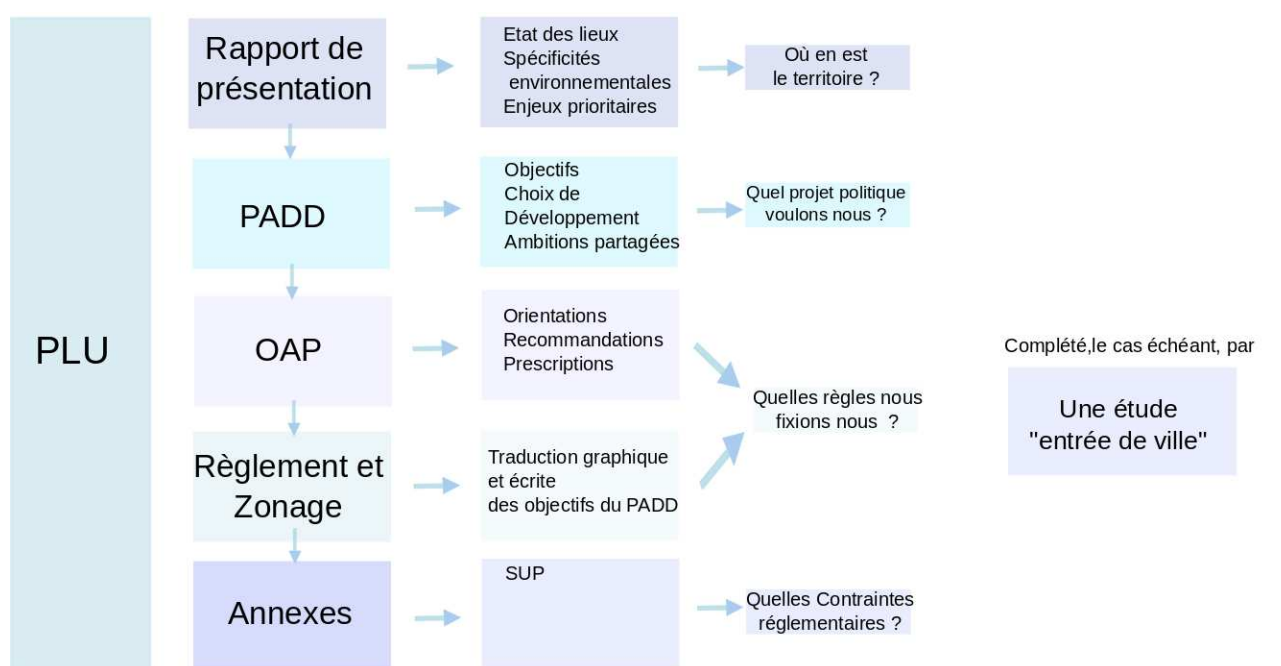 PLU
Rapport de
présentation
Etat des lieux
Spécificités
environnementales
Enjeux prioritaires
Où en est
le territoire ?
PADD
Objectifs
Choix de
Développement
Ambitions partagées
Quel projet politique
voulons nous ?
OAP
Orientations
Recommandations
Prescriptions
Quelles règles nous
fixions nous ?
Règlement et
Zonage
Traduction graphique
et écrite
des objectifs du PADD
Annexes
SUP
Quelles Contraintes
réglementaires ?
Complété,le cas échéant, par
Une étude
"entrée de ville"